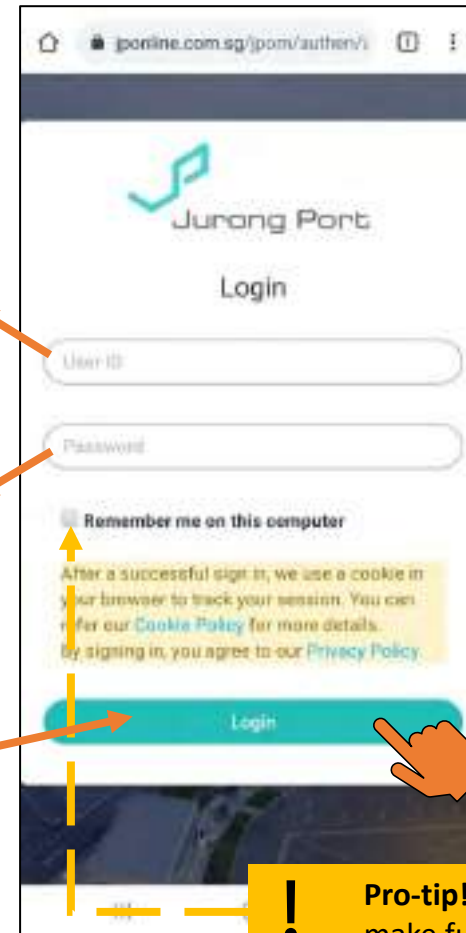 jponline.com.sg/jpom/authen/
Jurong Port
Login
User ID
Password
Remember me on this computer
After a successful sign in, we use a cookie in
your browser to track your session. You can
refer our Cookie Policy for more details.
By signing in, you agree to our Privacy Policy
Login
! Pro-tip!
make fu